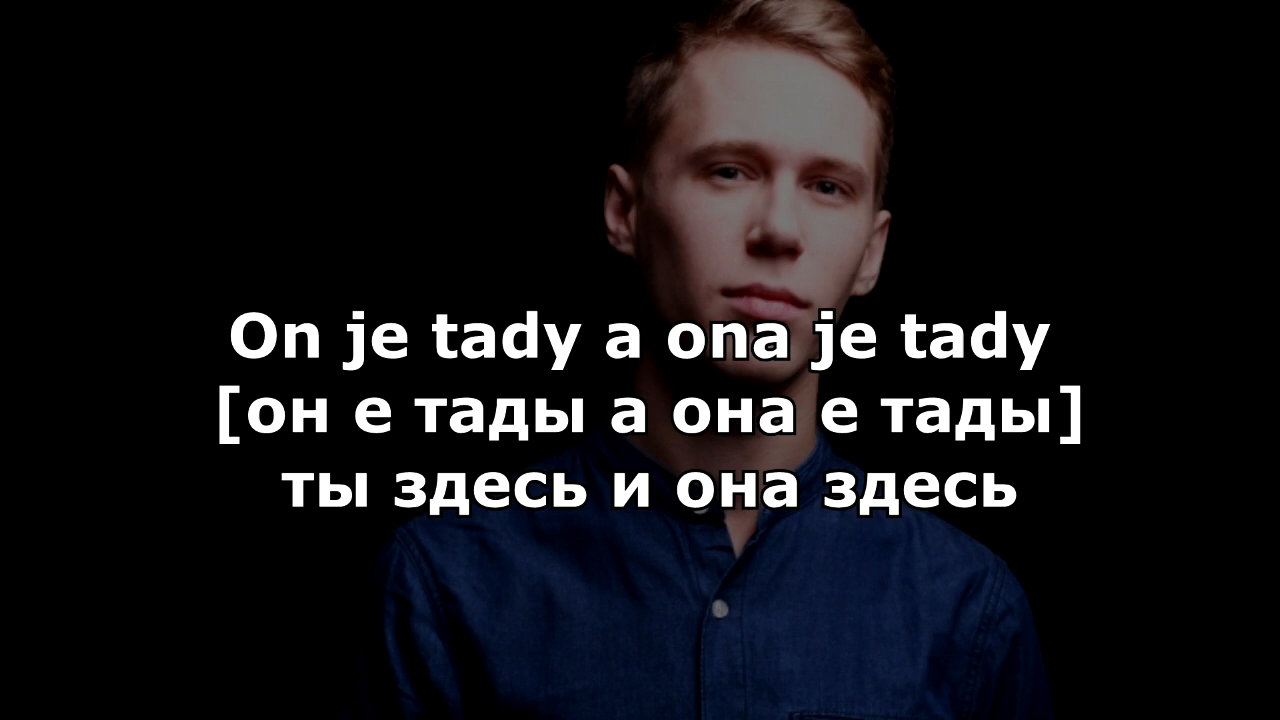 On je tady a ona je tady
[он е тады а она е тады]
ты здесь и она здесь